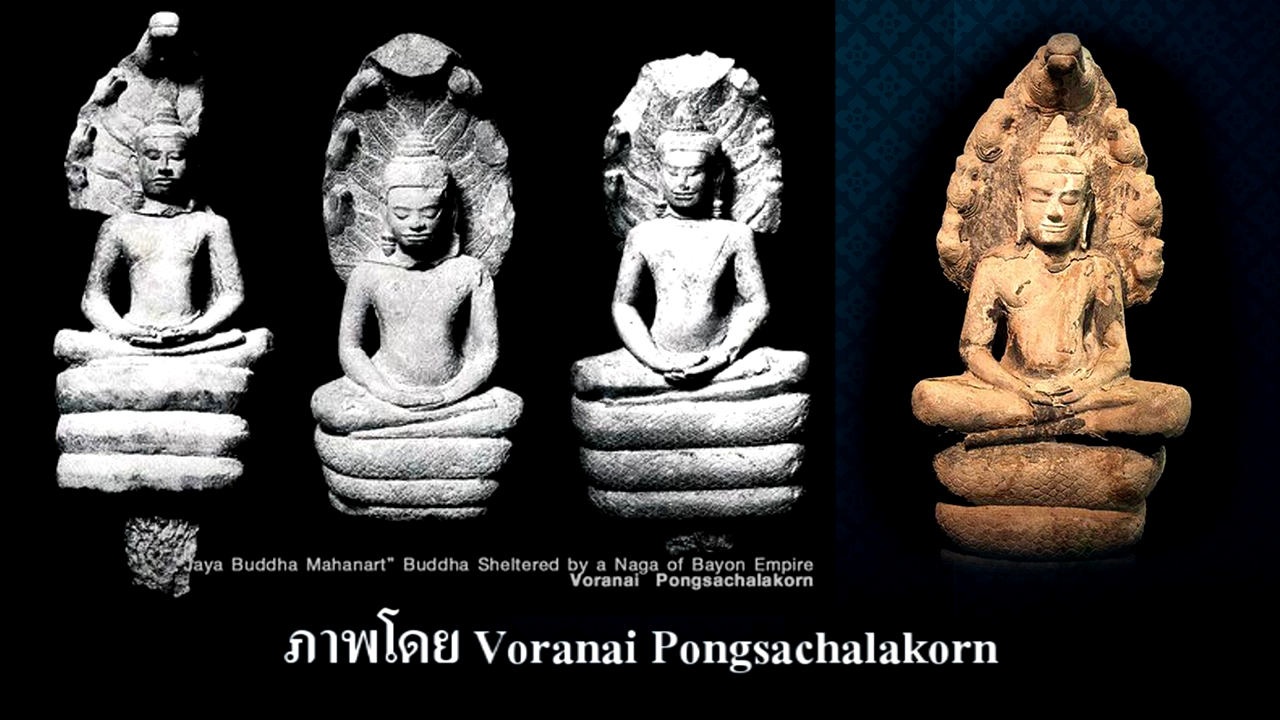 Jaya Buddha Mahanart" Buddha Sheltered by a Naga of Bayon Empire
Voranai Pongsachalakorn
ภาพโดย Voranai Pongsachalakorn